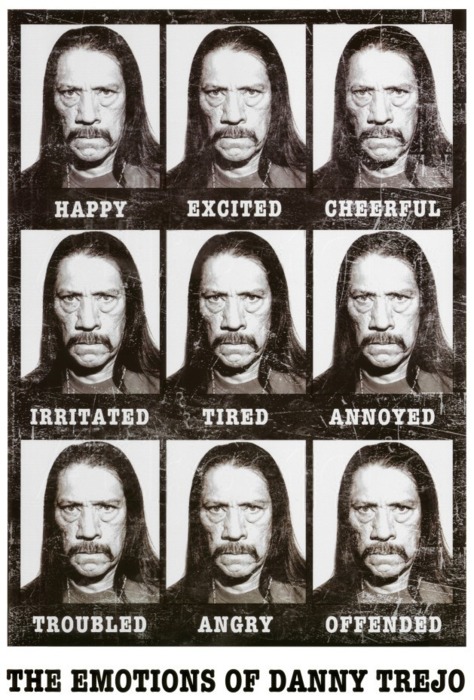 HAPPY EXCITED CHEERFUL
IRRITATED TIRED ANNOYED
TROUBLED ANGRY OFFENDED
THE EMOTIONS OF DANNY TREJO